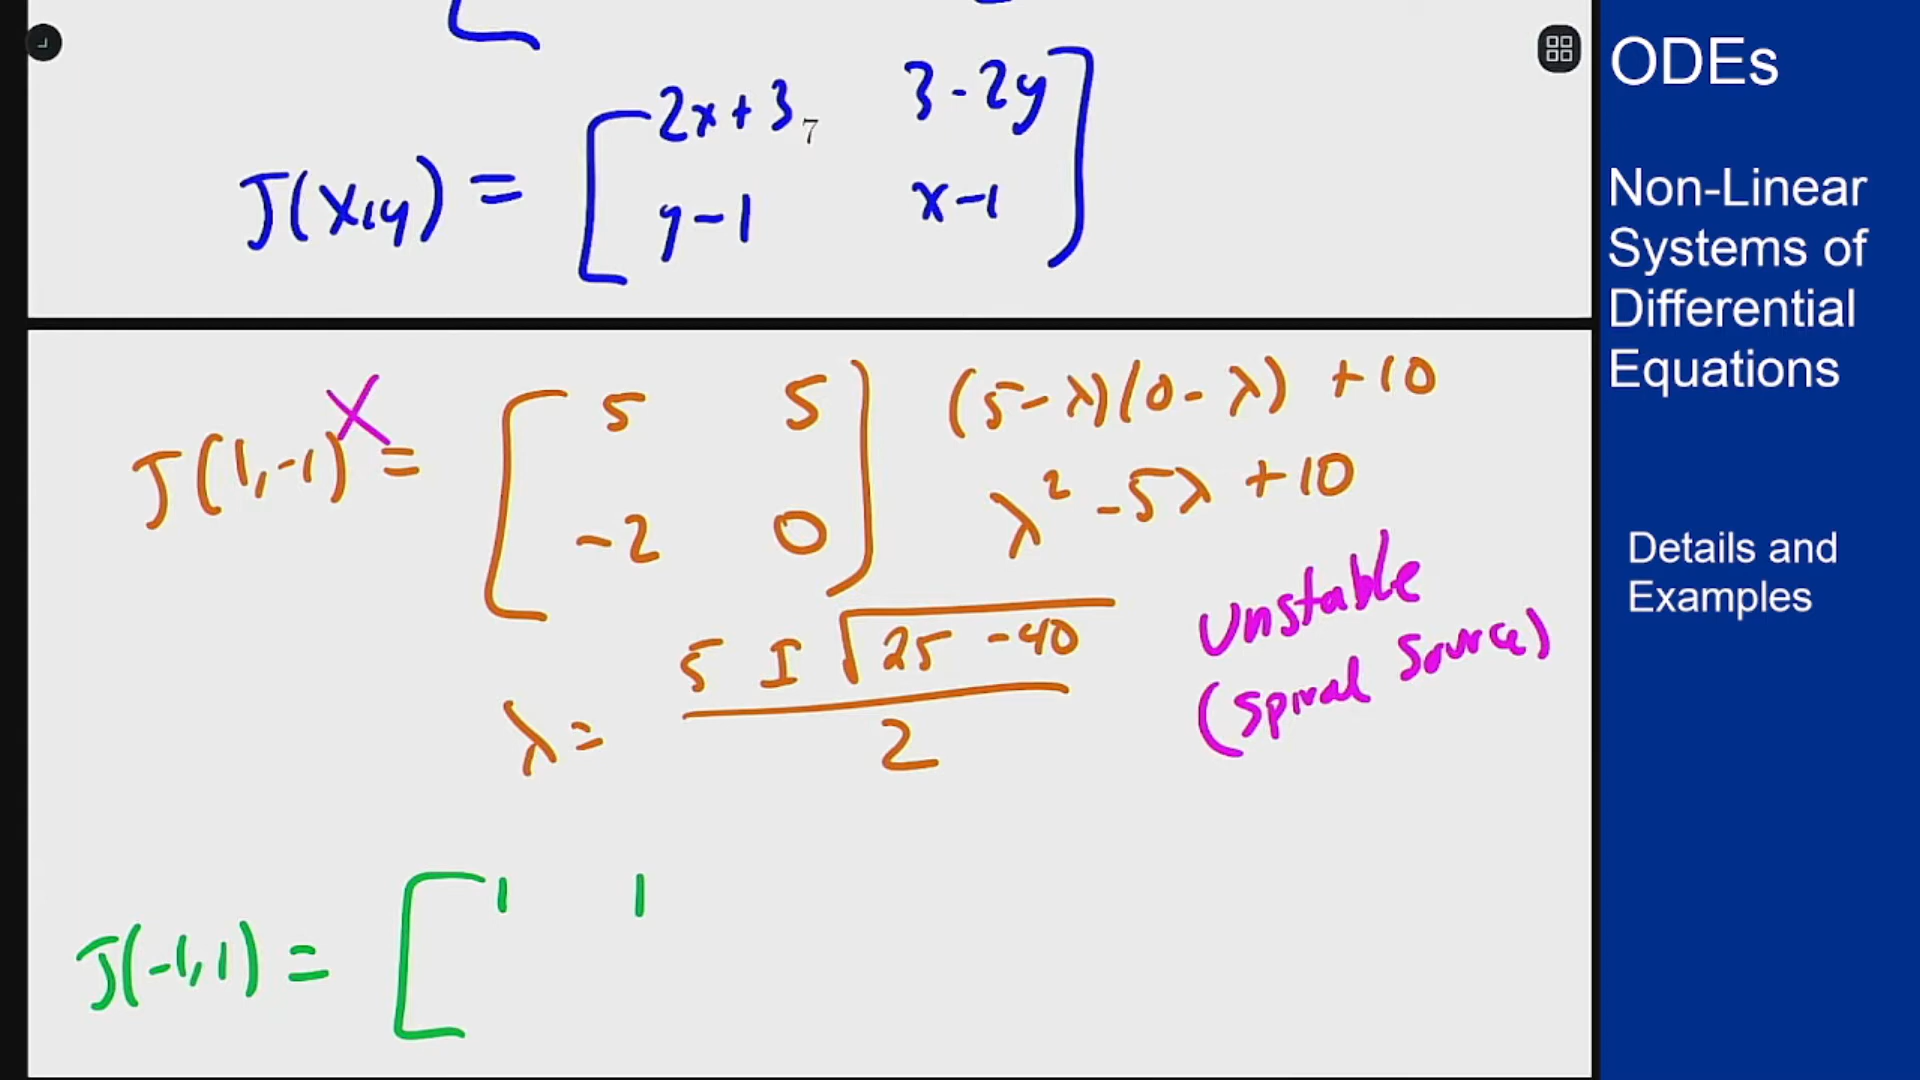 2x + 3 3 - 2y
7
J(x,y) = y - 1 x - 1
5 5 (5 - λ)(0 - λ) + 10
X
J(1, -1) =
-2 0 λ² - 5λ + 10
λ = 5 ± √25 - 40
2
Unstable
(Spiral Source)
1 1
J(-1, 1) =
ODEs
Non-Linear
Systems of
Differential
Equations
Details and
Examples